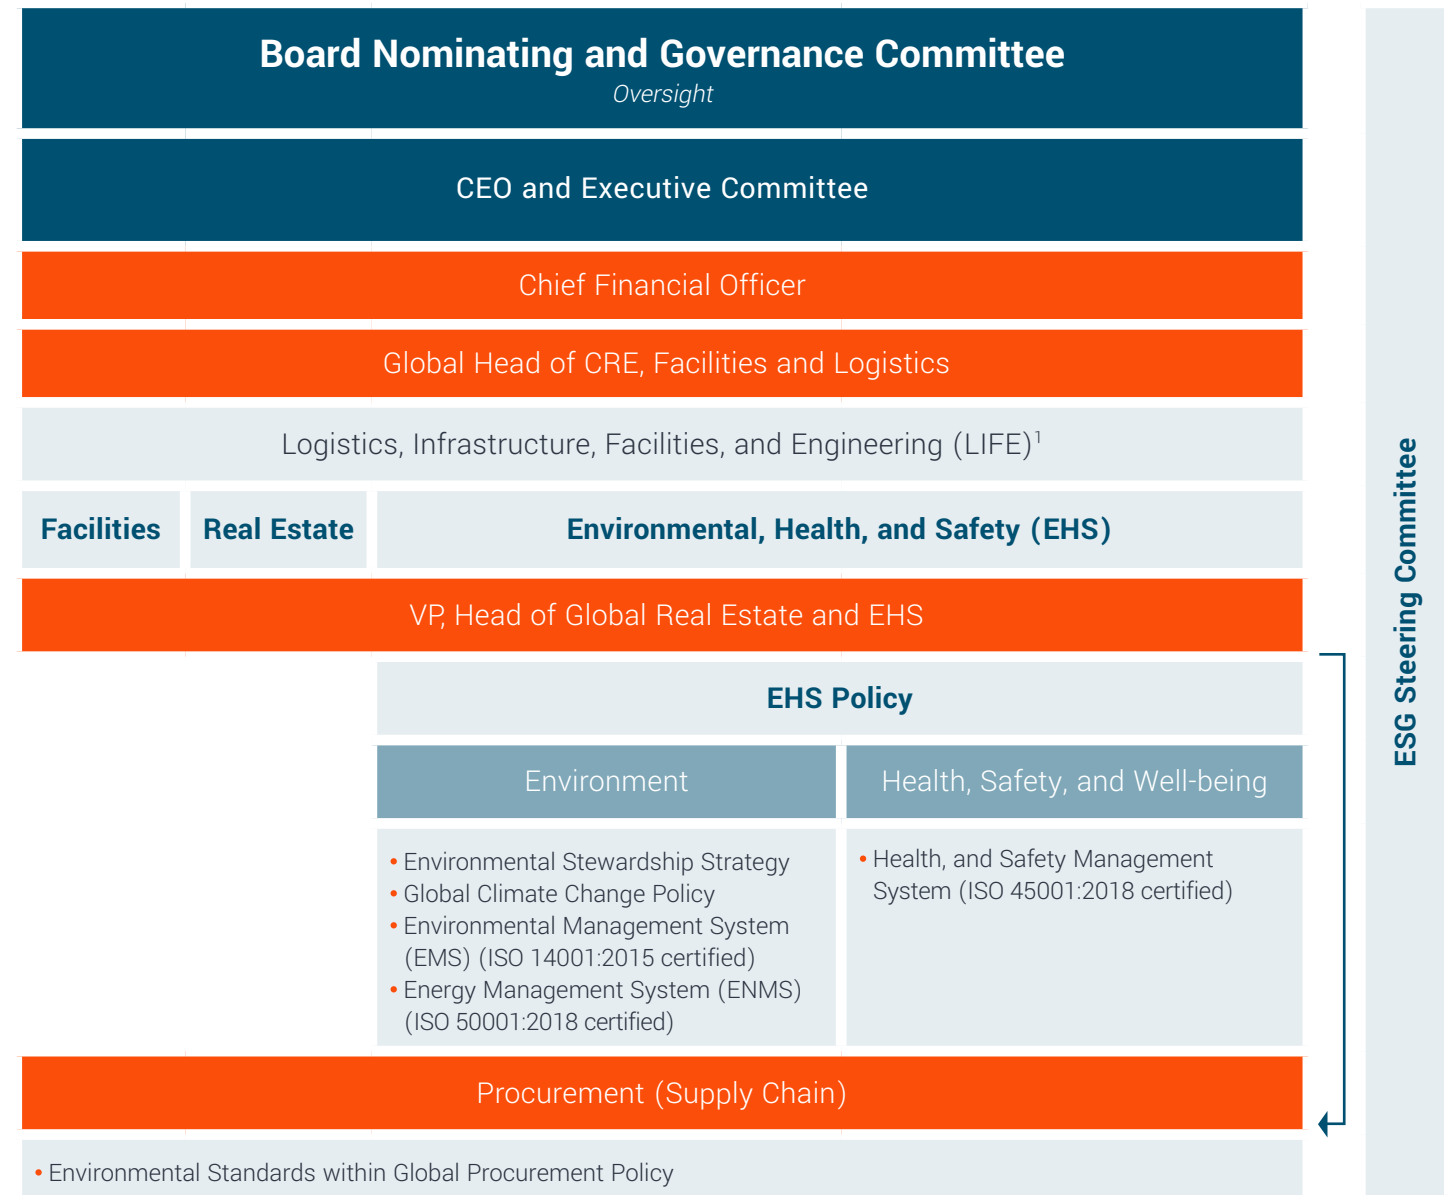 Board Nominating and Governance Committee
Oversight
CEO and Executive Committee
Chief Financial Officer
Global Head of CRE, Facilities and Logistics
Logistics, Infrastructure, Facilities, and Engineering (LIFE)¹
Facilities
Real Estate
Environmental, Health, and Safety (EHS)
VP, Head of Global Real Estate and EHS
EHS Policy
Environment
• Environmental Stewardship Strategy
• Global Climate Change Policy
• Environmental Management System
(EMS) (ISO 14001:2015 certified)
• Energy Management System (ENMS)
(ISO 50001:2018 certified)
Health, Safety, and Well-being
• Health, and Safety Management
System (ISO 45001:2018 certified)
Procurement (Supply Chain)
• Environmental Standards within Global Procurement Policy
ESG Steering Committee